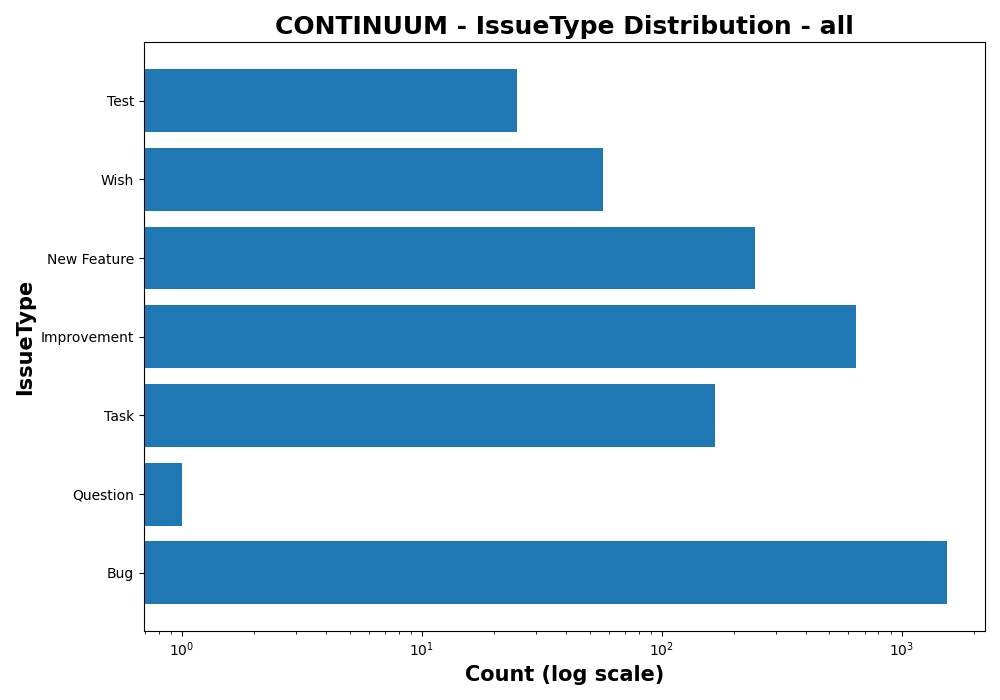 CONTINUUM - IssueType Distribution - all
IssueType
Test
Wish
New Feature
Improvement
Task
Question
Bug
10⁰ 10¹ 10² 10³
Count (log scale)